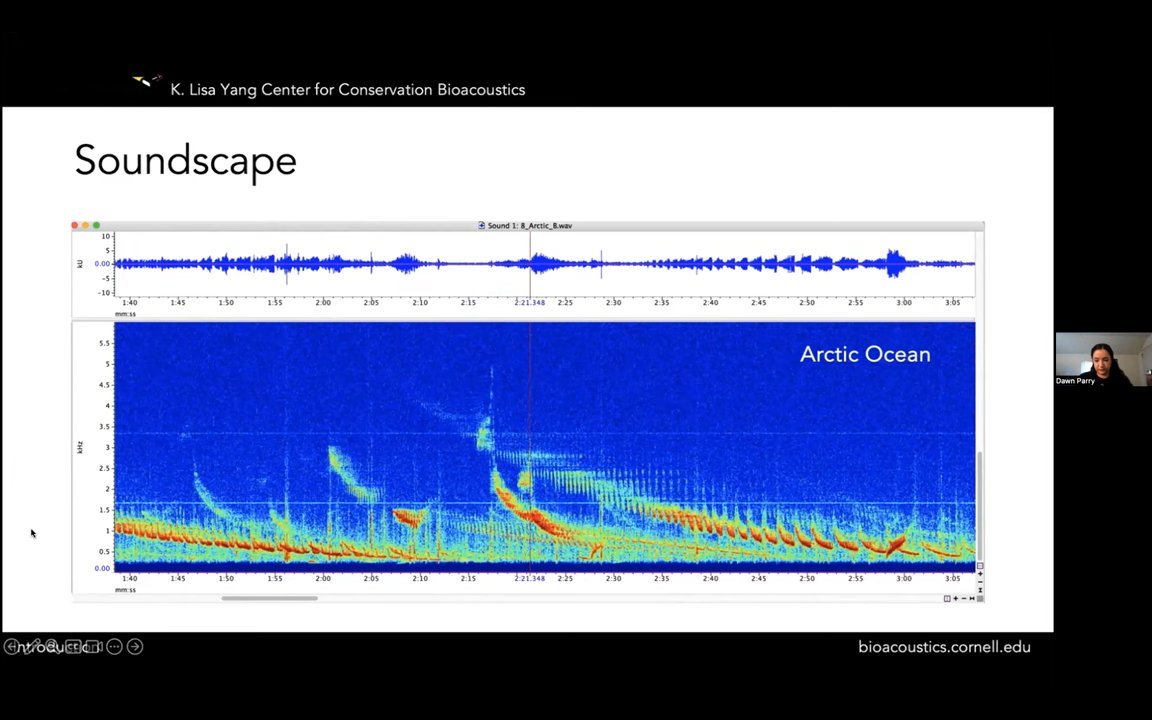 K. Lisa Yang Center for Conservation Bioacoustics
Soundscape
Sound 1: 8_Arctic_B.wav
10
5
kU
0.00
-5
-10
1:40 1:45 1:50 1:55 2:00 2:05 2:10 2:15 2:21.348 2:25 2:30 2:35 2:40 2:45 2:50 2:55 3:00 3:05
mm:ss
Arctic Ocean
5.5
5
4.5
4
3.5
kHz
3
2.5
2
1.5
1
0.5
0.00
1:40 1:45 1:50 1:55 2:00 2:05 2:10 2:15 2:21.348 2:25 2:30 2:35 2:40 2:45 2:50 2:55 3:00 3:05
mm:ss
Dawn Parry
Introduction
bioacoustics.cornell.edu